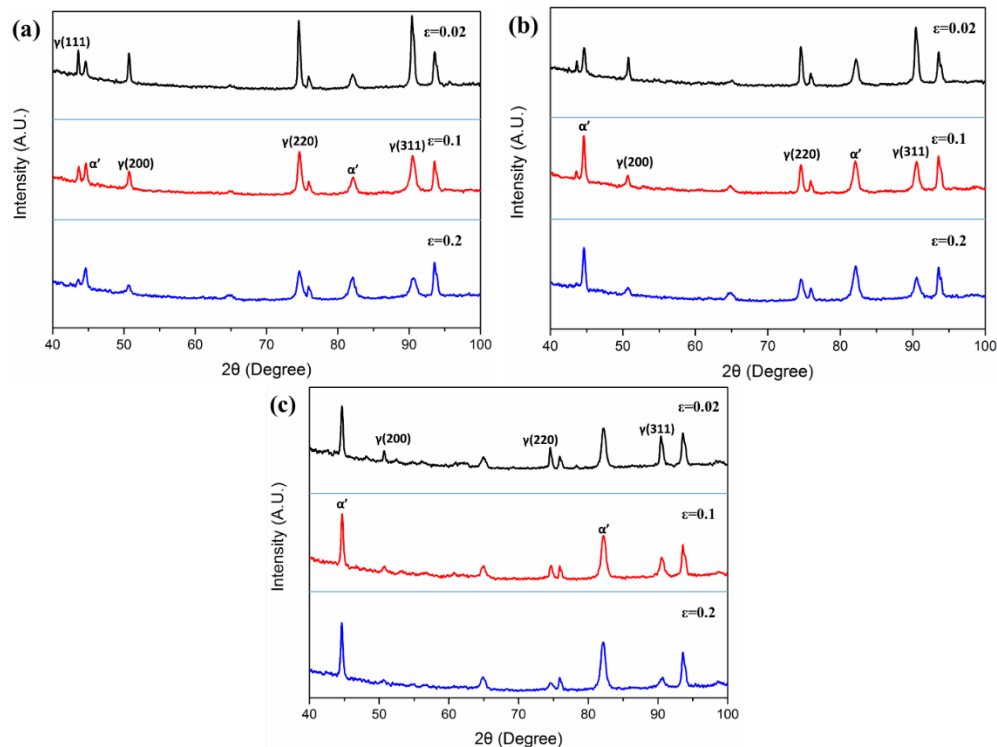 (a)
γ(111)
ε=0.02
α’
γ(200)
γ(220)
γ(311)
ε=0.1
ε=0.2
Intensity (A.U.)
40 50 60 70 80 90 100
2θ (Degree)
(b)
ε=0.02
α’
γ(200)
γ(220)
α’
γ(311)
ε=0.1
ε=0.2
Intensity (A.U.)
40 50 60 70 80 90 100
2θ (Degree)
(c)
ε=0.02
γ(200)
γ(220)
γ(311)
α’
α’
ε=0.1
ε=0.2
Intensity (A.U.)
40 50 60 70 80 90 100
2θ (Degree)
α’